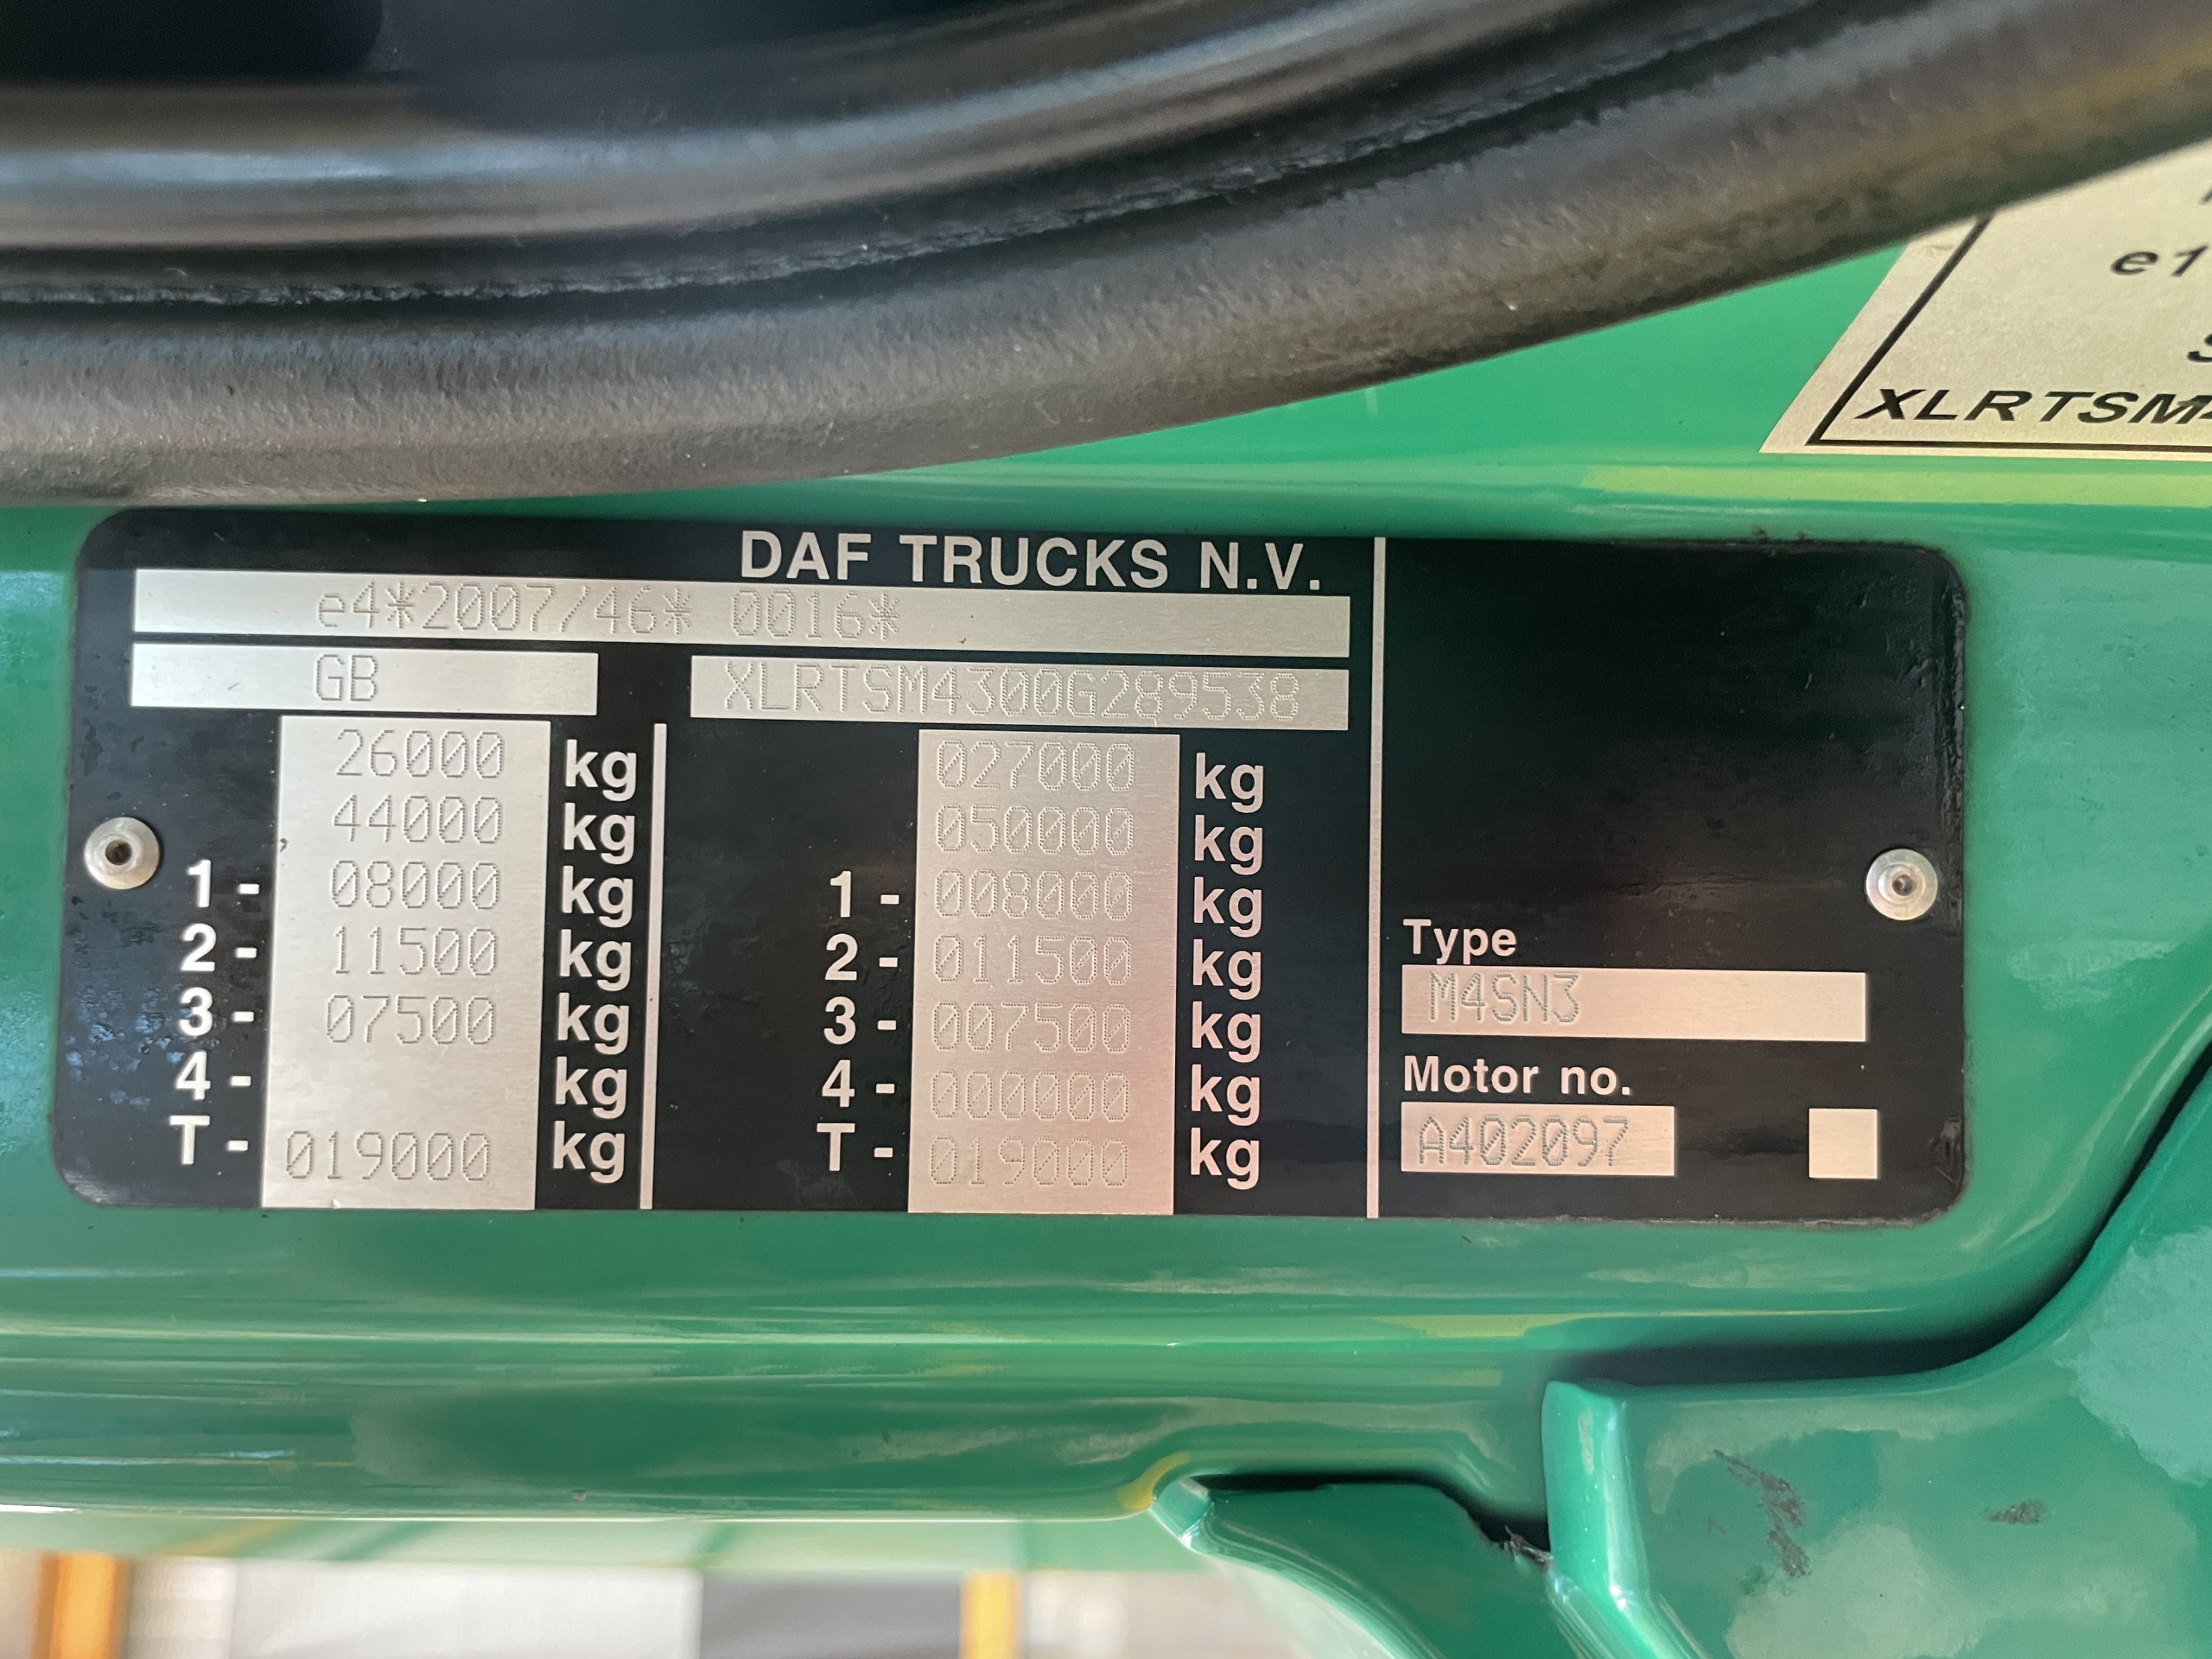 e1
XLRTSM4
DAF TRUCKS N.V.
e4*2007/46* 0016*
GB XLRTSM4300G289538
26000 kg 027000 kg
44000 kg 050000 kg
1 - 08000 kg 1 - 008000 kg
2 - 11500 kg 2 - 011500 kg
3 - 07500 kg 3 - 007500 kg
4 - kg 4 - 000000 kg
T - 019000 kg T - 019000 kg
Type
M4SN3
Motor no.
A402097